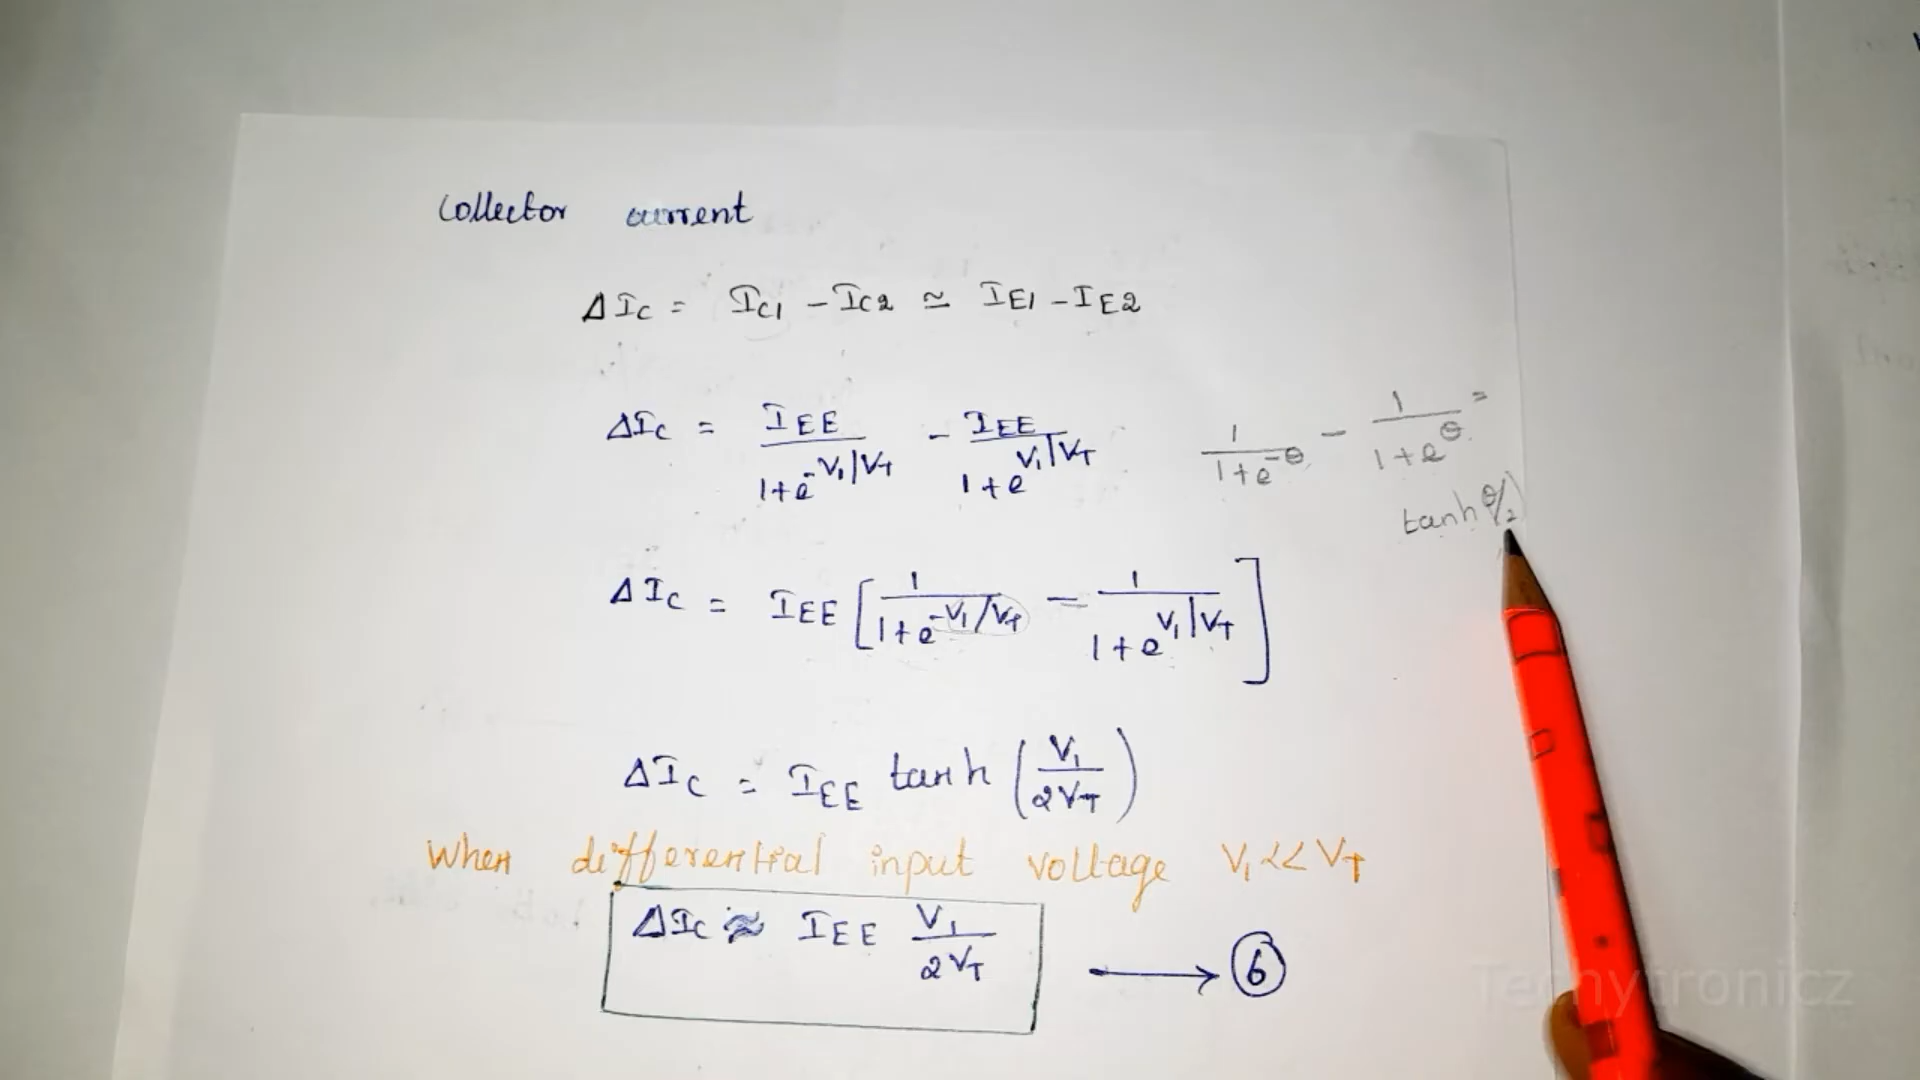 Collector current
ΔIC = IC1 - IC2 ≃ IE1 - IE2
ΔIC = IEE / (1+e^(-V1/VT)) - IEE / (1+e^(V1/VT))
1 / (1+e^(-θ)) - 1 / (1+e^(θ)) =
tanh θ/2
ΔIC = IEE [ 1 / (1+e^(-V1/VT)) - 1 / (1+e^(V1/VT)) ]
ΔIC = IEE tanh (V1 / 2VT)
When differential input voltage V1 << VT
ΔIC ≈ IEE V1 / 2VT → 6
Techytronicz